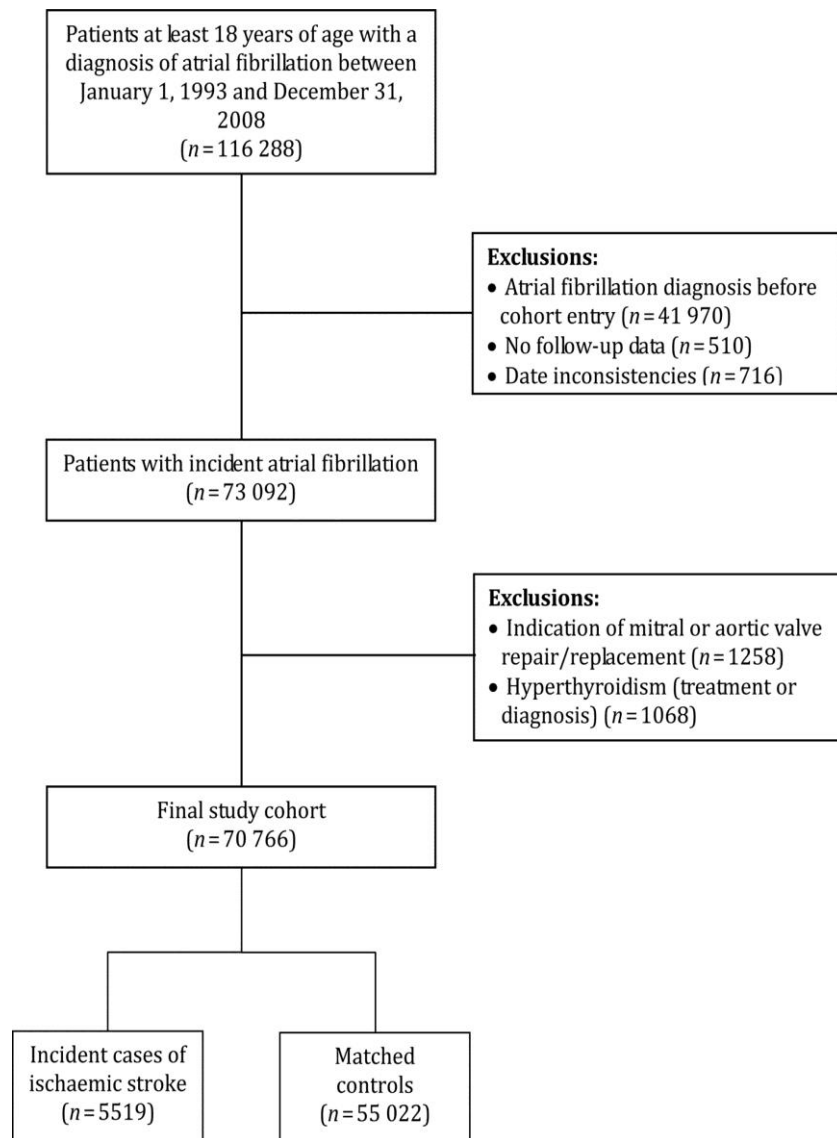 Patients at least 18 years of age with a
diagnosis of atrial fibrillation between
January 1, 1993 and December 31,
2008
(n=116 288)
Exclusions:
• Atrial fibrillation diagnosis before
cohort entry (n=41 970)
• No follow-up data (n=510)
• Date inconsistencies (n=716)
Patients with incident atrial fibrillation
(n=73 092)
Exclusions:
• Indication of mitral or aortic valve
repair/replacement (n=1258)
• Hyperthyroidism (treatment or
diagnosis) (n=1068)
Final study cohort
(n=70 766)
Incident cases of
ischaemic stroke
(n=5519)
Matched
controls
(n=55 022)